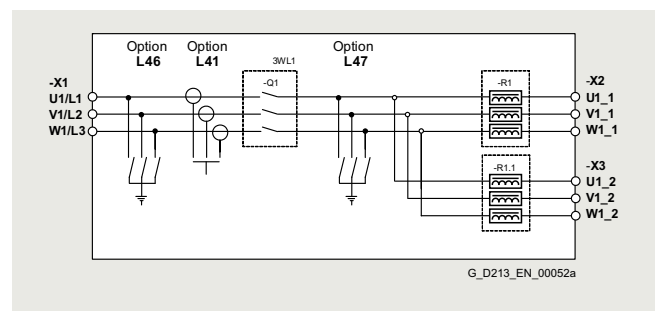 Option Option Option
L46 L41 L47
3WL1
-X1 -Q1 -R1 -X2
U1/L1 U1_1
V1/L2 V1_1
W1/L3 W1_1
-R1.1 -X3
U1_2
V1_2
W1_2
G_D213_EN_00052a